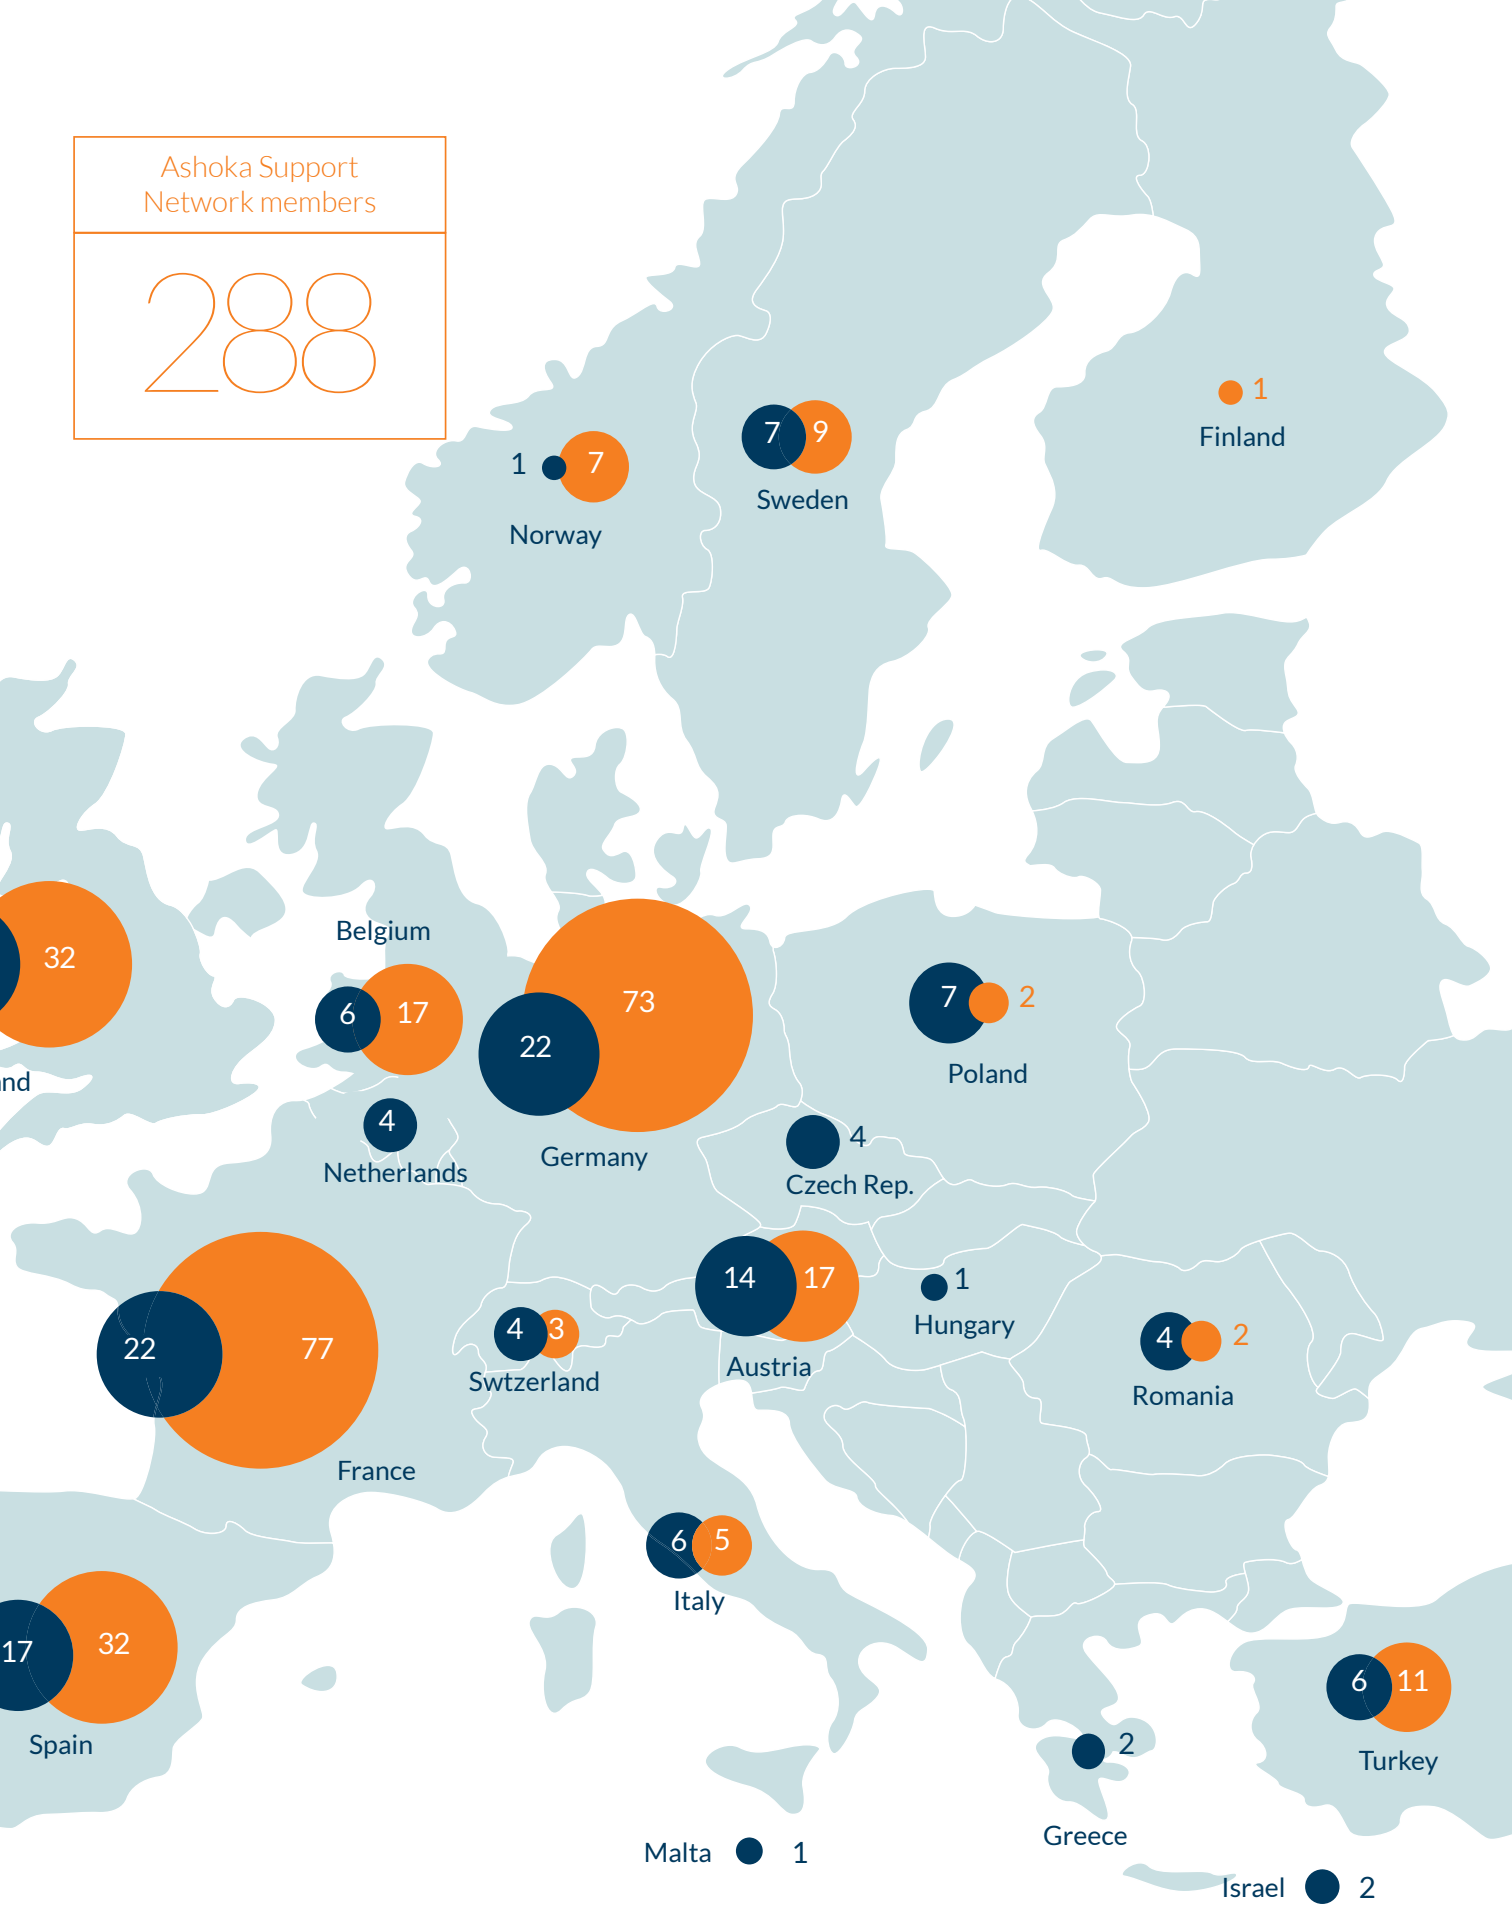 Ashoka Support
Network members
288
1
Finland
7 9
Sweden
1 7
Norway
32
nd
Belgium
6 17
73
22
Germany
7 2
Poland
4
Netherlands
4
Czech Rep.
14 17
Austria
1
Hungary
4 3
Swtzerland
4 2
Romania
22 77
France
6 5
Italy
17 32
Spain
6 11
Turkey
2
Greece
Malta 1
Israel 2